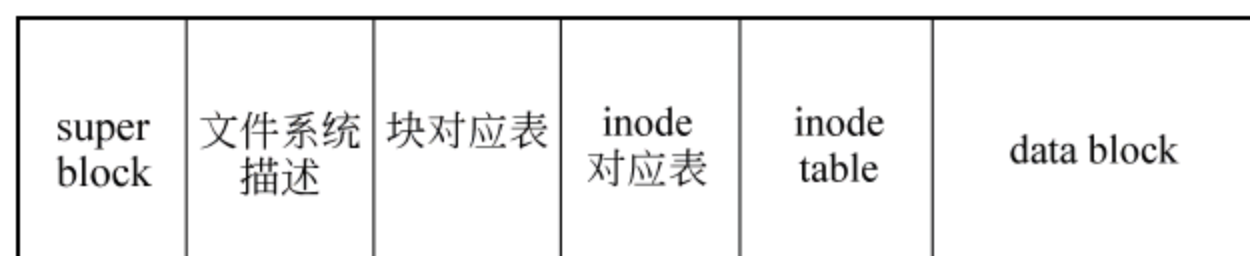 super
block
文件系统
描述
块对应表
inode
对应表
inode
table
data block